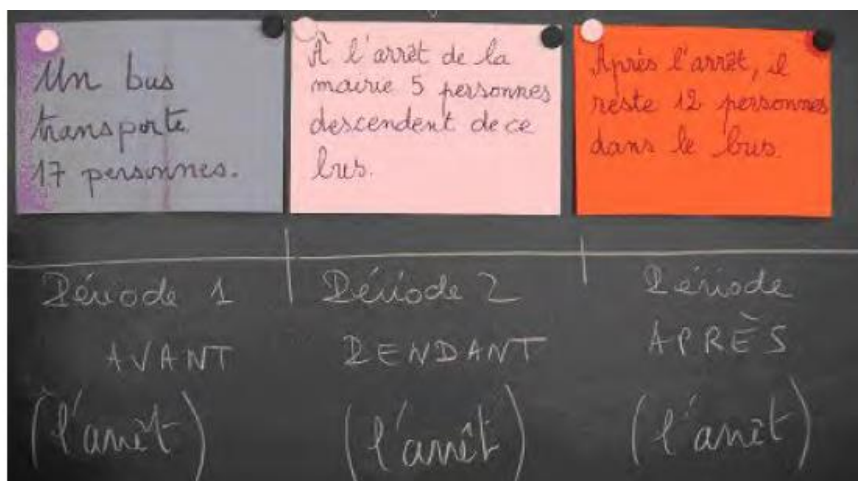 Un bus
transporte
17 personnes.
À l'arrêt de la
mairie 5 personnes
descendent de ce
bus.
Après l'arrêt, il
reste 12 personnes
dans le bus.
Période 1
AVANT
(l'arrêt)
Période 2
PENDANT
(l'arrêt)
Période
APRÈS
(l'arrêt)